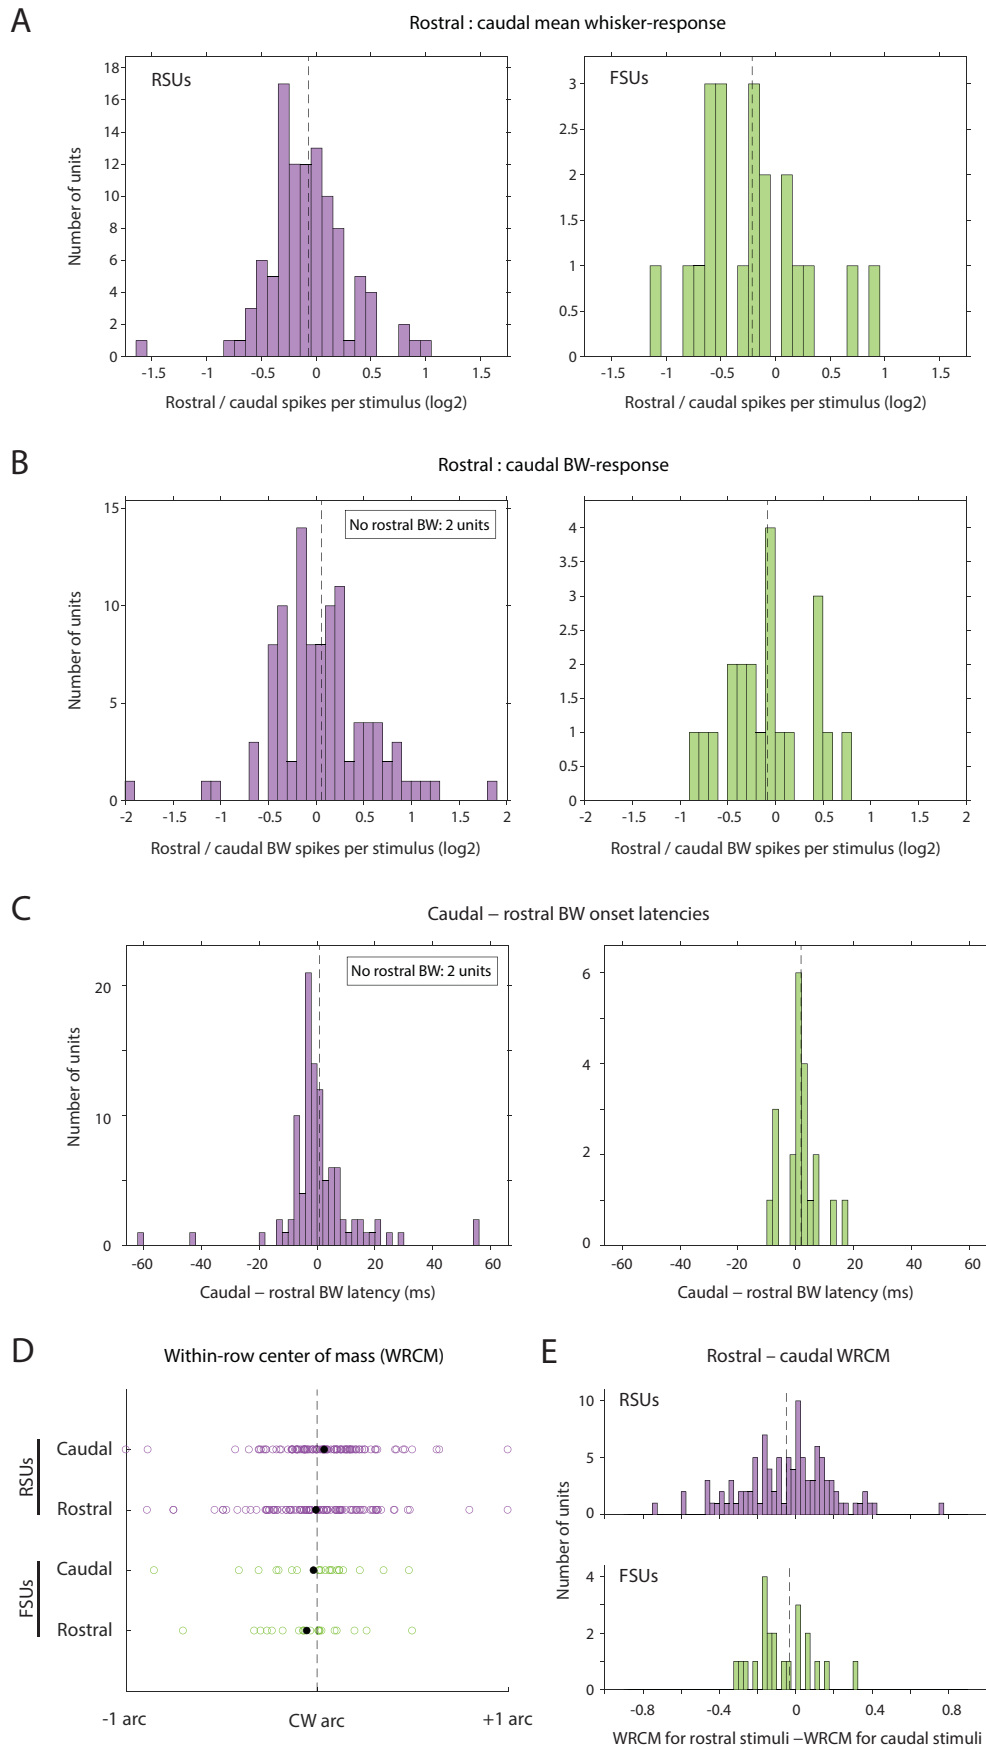 A
Rostral : caudal mean whisker-response
RSUs
FSUs
Number of units
18
16
14
12
10
8
6
4
2
0
3
2.5
2
1.5
1
0.5
0
-1.5 -1 -0.5 0 0.5 1 1.5
-1.5 -1 -0.5 0 0.5 1 1.5
Rostral / caudal spikes per stimulus (log2)
Rostral / caudal spikes per stimulus (log2)
B
Rostral : caudal BW-response
No rostral BW: 2 units
Number of units
15
10
5
0
4
3.5
3
2.5
2
1.5
1
0.5
0
-2 -1.5 -1 -0.5 0 0.5 1 1.5 2
-2 -1.5 -1 -0.5 0 0.5 1 1.5 2
Rostral / caudal BW spikes per stimulus (log2)
Rostral / caudal BW spikes per stimulus (log2)
C
Caudal – rostral BW onset latencies
No rostral BW: 2 units
Number of units
20
10
0
6
4
2
0
-60 -40 -20 0 20 40 60
-60 -40 -20 0 20 40 60
Caudal – rostral BW latency (ms)
Caudal – rostral BW latency (ms)
D
Within-row center of mass (WRCM)
RSUs
Caudal
Rostral
FSUs
Caudal
Rostral
-1 arc
CW arc
+1 arc
E
Rostral – caudal WRCM
RSUs
10
5
0
Number of units
FSUs
4
2
0
-0.8 -0.4 0 0.4 0.8
WRCM for rostral stimuli –WRCM for caudal stimuli